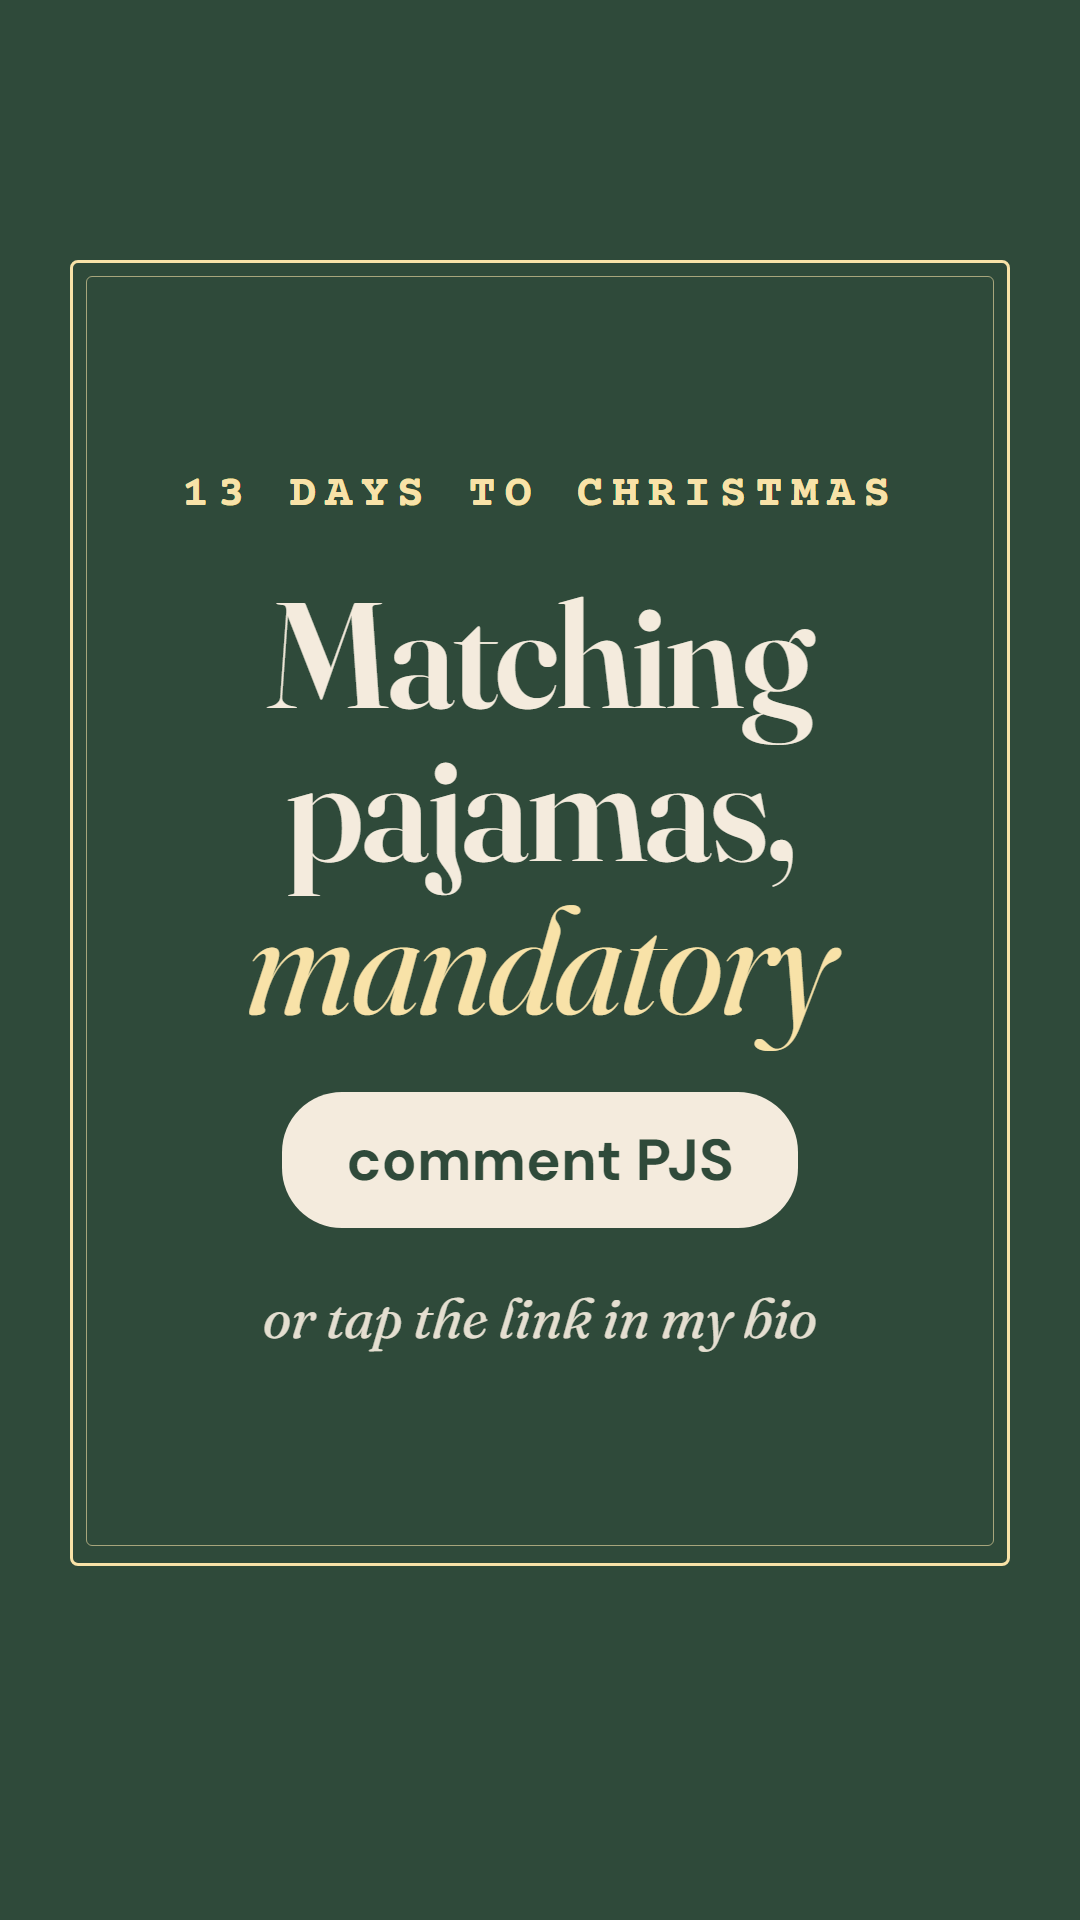 13 DAYS TO CHRISTMAS
Matching
pajamas,
mandatory
comment PJS
or tap the link in my bio